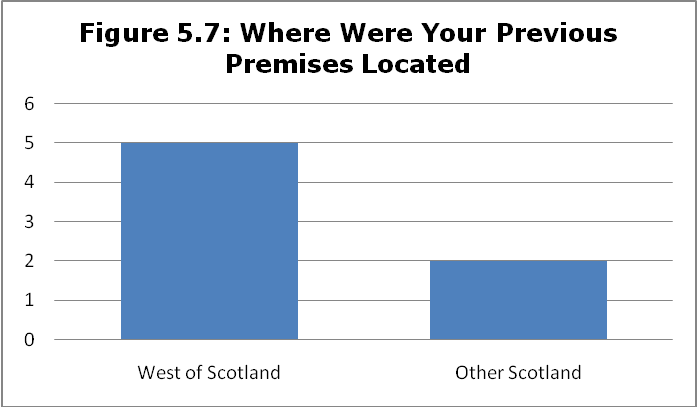 Figure 5.7: Where Were Your Previous
Premises Located
6
5
4
3
2
1
0
West of Scotland Other Scotland